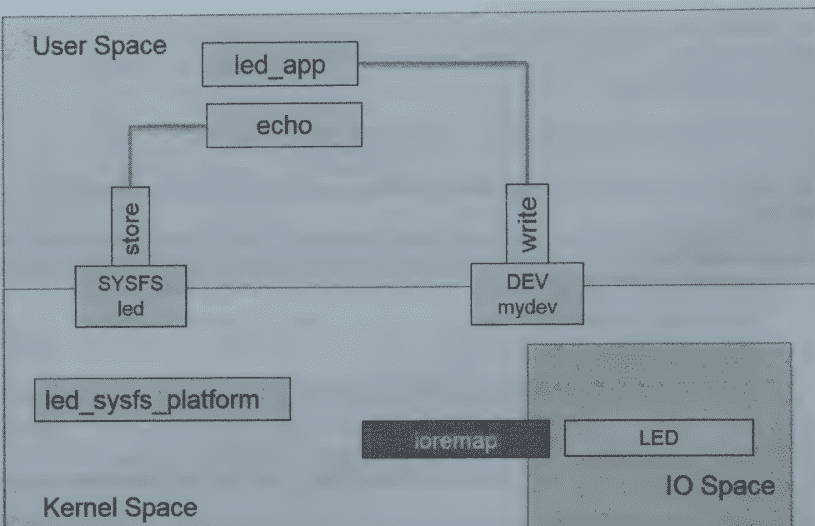 User Space
led_app
echo
store
write
SYSFS
led
DEV
mydev
led_sysfs_platform
ioremap
LED
IO Space
Kernel Space